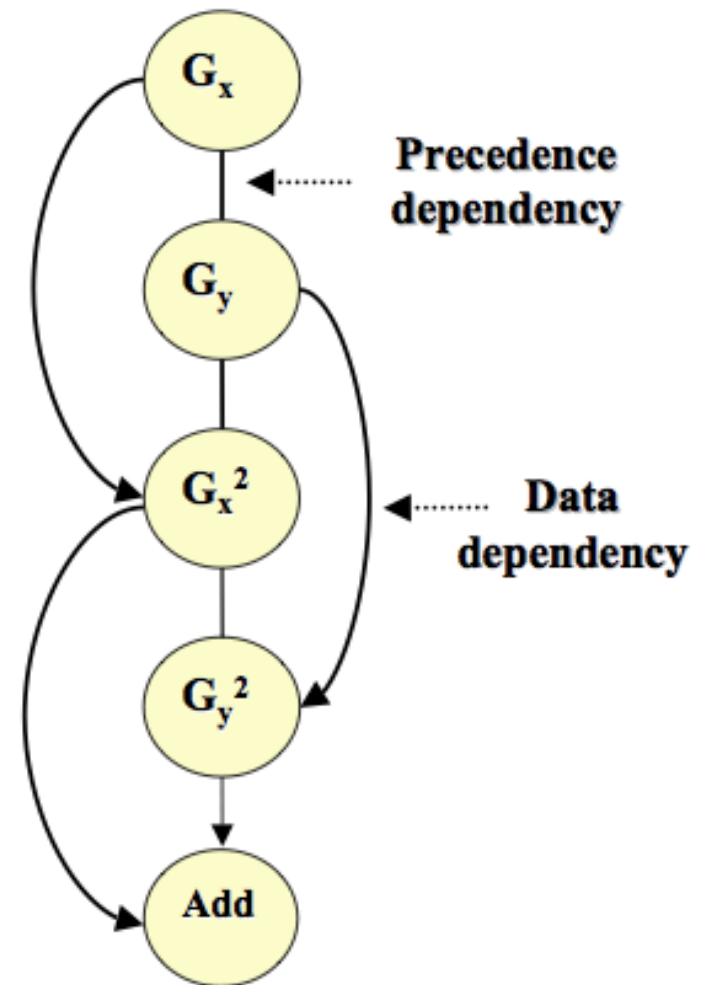 Gx
Precedence
dependency
Gy
Gx²
Data
dependency
Gy²
Add